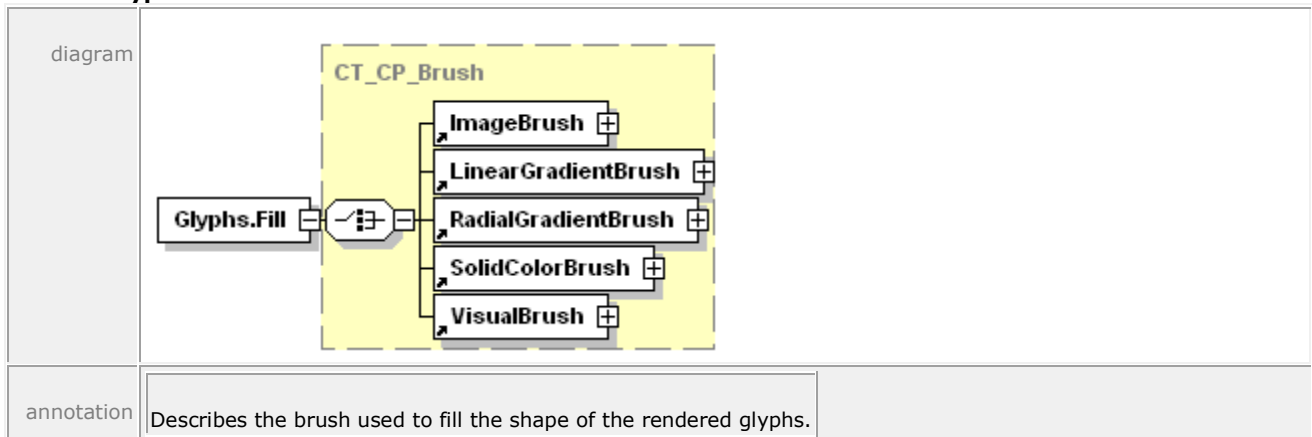 diagram
CT_CP_Brush
ImageBrush
LinearGradientBrush
Glyphs.Fill
RadialGradientBrush
SolidColorBrush
VisualBrush
annotation
Describes the brush used to fill the shape of the rendered glyphs.